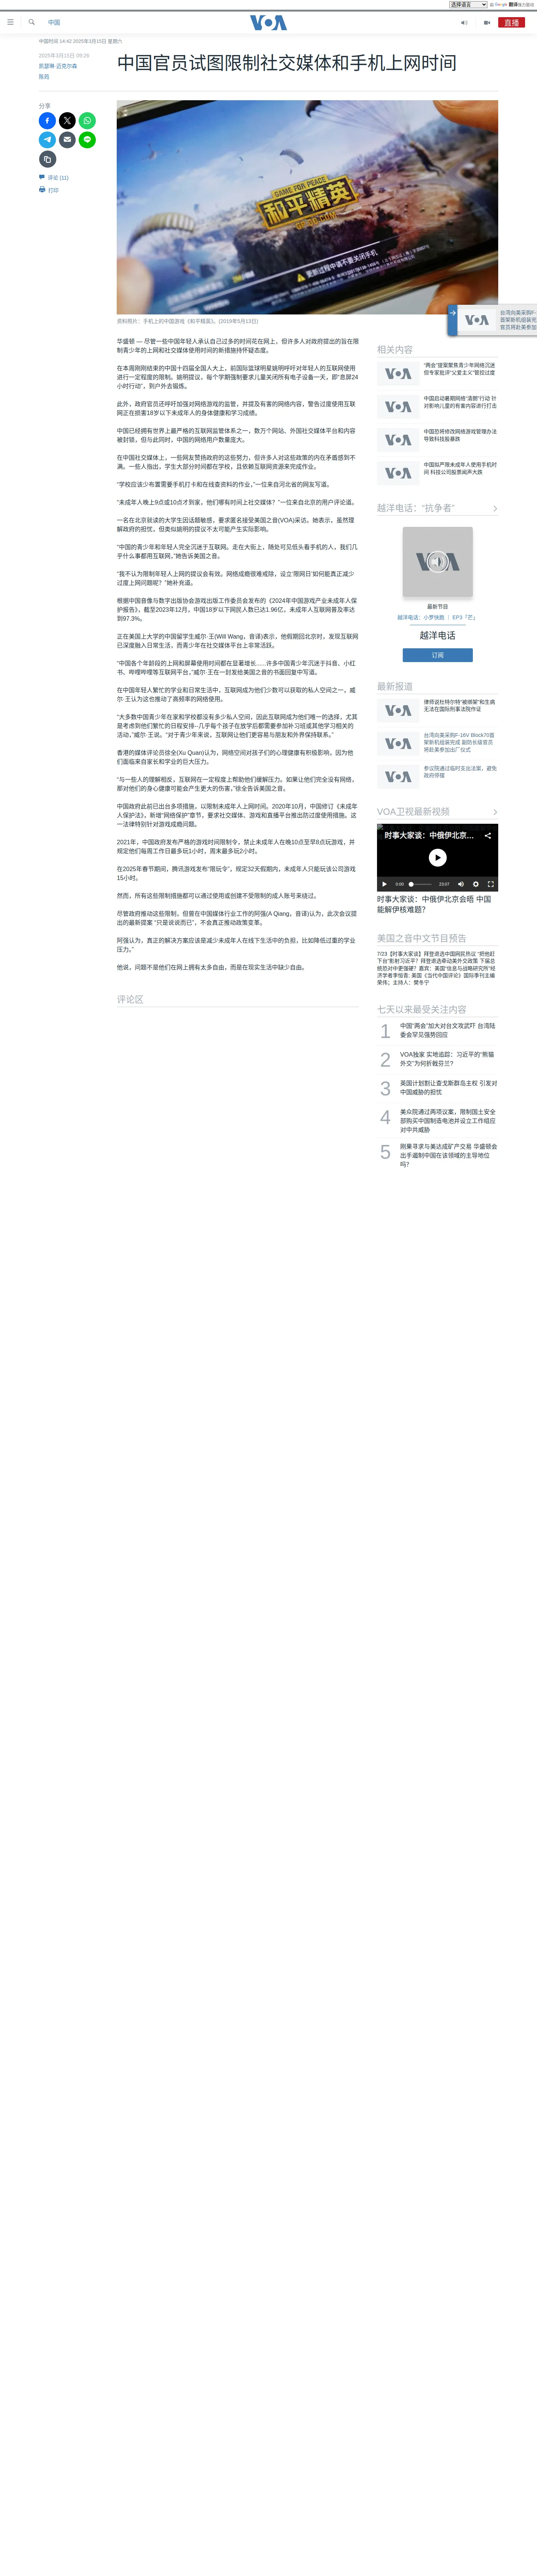 选择语言
由 Google 翻译强力驱动
中国
VOA
直播
中国时间 14:42 2025年3月15日 星期六
2025年3月15日 09:26
凯瑟琳·迈克尔森
陈筠
中国官员试图限制社交媒体和手机上网时间
分享
评论 (11)
打印
GAME FOR PEACE
和平精英
GP.QQ.COM
更新过程中请不要关闭手机
资料照片：手机上的中国游戏《和平精英》。(2019年5月13日)
华盛顿 — 尽管一些中国年轻人承认自己过多的时间花在网上，但许多人对政府提出的旨在限
制青少年的上网和社交媒体使用时间的新措施持怀疑态度。
在本周刚刚结束的中国十四届全国人大上，前国际篮球明星姚明呼吁对年轻人的互联网使用
进行一定程度的限制。姚明提议，每个学期强制要求儿童关闭所有电子设备一天，即“息屏24
小时行动”，到户外去锻炼。
此外，政府官员还呼吁加强对网络游戏的监管，并提及有害的网络内容，警告过度使用互联
网正在损害18岁以下未成年人的身体健康和学习成绩。
中国已经拥有世界上最严格的互联网监管体系之一，数万个网站、外国社交媒体平台和内容
被封锁，但与此同时，中国的网络用户数量庞大。
在中国社交媒体上，一些网友赞扬政府的这些努力，但许多人对这些政策的内在矛盾感到不
满。一些人指出，学生大部分时间都在学校，且依赖互联网资源来完成作业。
“学校应该少布置需要手机打卡和在线查资料的作业，”一位来自河北省的网友写道。
“未成年人晚上9点或10点才到家，他们哪有时间上社交媒体？”一位来自北京的用户评论道。
一名在北京就读的大学生因话题敏感，要求匿名接受美国之音(VOA)采访。她表示，虽然理
解政府的担忧，但类似姚明的提议不太可能产生实际影响。
“中国的青少年和年轻人完全沉迷于互联网。走在大街上，随处可见低头看手机的人，我们几
乎什么事都用互联网，”她告诉美国之音。
“我不认为限制年轻人上网的提议会有效。网络成瘾很难戒除，设立‘限网日’如何能真正减少
过度上网问题呢？”她补充道。
根据中国音像与数字出版协会游戏出版工作委员会发布的《2024年中国游戏产业未成年人保
护报告》，截至2023年12月，中国18岁以下网民人数已达1.96亿，未成年人互联网普及率达
到97.3%。
正在美国上大学的中国留学生威尔·王(Will Wang，音译)表示，他假期回北京时，发现互联网
已深度融入日常生活，而青少年在社交媒体平台上非常活跃。
“中国各个年龄段的上网和屏幕使用时间都在显著增长……许多中国青少年沉迷于抖音、小红
书、哔哩哔哩等互联网平台，”威尔·王在一封发给美国之音的书面回复中写道。
在中国年轻人繁忙的学业和日常生活中，互联网成为他们少数可以获取的私人空间之一，威
尔·王认为这也推动了高频率的网络使用。
“大多数中国青少年在家和学校都没有多少私人空间，因此互联网成为他们唯一的选择，尤其
是考虑到他们繁忙的日程安排--几乎每个孩子在放学后都需要参加补习班或其他学习相关的
活动，”威尔·王说。“对于青少年来说，互联网让他们更容易与朋友和外界保持联系。”
香港的媒体评论员徐全(Xu Quan)认为，网络空间对孩子们的心理健康有积极影响，因为他
们面临来自家长和学业的巨大压力。
“与一些人的理解相反，互联网在一定程度上帮助他们缓解压力。如果让他们完全没有网络，
那对他们的身心健康可能会产生更大的伤害，”徐全告诉美国之音。
中国政府此前已出台多项措施，以限制未成年人上网时间。2020年10月，中国修订《未成年
人保护法》，新增“网络保护”章节，要求社交媒体、游戏和直播平台推出防过度使用措施。这
一法律特别针对游戏成瘾问题。
2021年，中国政府发布严格的游戏时间限制令，禁止未成年人在晚10点至早8点玩游戏，并
规定他们每周工作日最多玩1小时，周末最多玩2小时。
在2025年春节期间，腾讯游戏发布“限玩令”，规定32天假期内，未成年人只能玩该公司游戏
15小时。
然而，所有这些限制措施都可以通过使用或创建不受限制的成人账号来绕过。
尽管政府推动这些限制，但曾在中国媒体行业工作的阿强(A Qiang，音译)认为，此次会议提
出的最新提案 “只是说说而已”，不会真正推动政策变革。
阿强认为，真正的解决方案应该是减少未成年人在线下生活中的负担，比如降低过重的学业
压力。”
他说，问题不是他们在网上拥有太多自由，而是在现实生活中缺少自由。
评论区
台湾向美采购F-
首架新机组装完
官员将赴美参加
相关内容
“两会”提案聚焦青少年网络沉迷
但专家批评“父爱主义”管控过度
中国启动暑期网络“清朗”行动 针
对影响儿童的有害内容进行打击
中国恐将修改网络游戏管理办法
导致科技股暴跌
中国拟严限未成年人使用手机时
间 科技公司股票闻声大跌
越洋电话：“抗争者”
最新节目
越洋电话：小罗快跑 ｜ EP3「芒」
越洋电话
订阅
最新报道
律师说杜特尔特“被绑架”和生病
无法在国际刑事法院作证
台湾向美采购F-16V Block70首
架新机组装完成 副防长级官员
将赴美参加出厂仪式
参议院通过临时支出法案，避免
政府停摆
VOA卫视最新视频
时事大家谈：中俄伊北京...
0:00
23:07
时事大家谈：中俄伊北京会晤 中国
能解伊核难题？
美国之音中文节目预告
7/23【时事大家谈】拜登退选中国网民热议 “把他赶
下台”影射习近平？拜登退选牵动美外交政策 下届总
统恐对中更强硬？嘉宾：美国“信息与战略研究所”经
济学者李恒青; 美国《当代中国评论》国际季刊主编
荣伟；主持人：樊冬宁
七天以来最受关注内容
1
中国“两会”加大对台文攻武吓 台湾陆
委会罕见强势回应
2
VOA独家 实地追踪：习近平的“熊猫
外交”为何折戟芬兰？
3
英国计划割让查戈斯群岛主权 引发对
中国威胁的担忧
4
美众院通过两项议案，限制国土安全
部购买中国制造电池并设立工作组应
对中共威胁
5
刚果寻求与美达成矿产交易 华盛顿会
出手遏制中国在该领域的主导地位
吗？